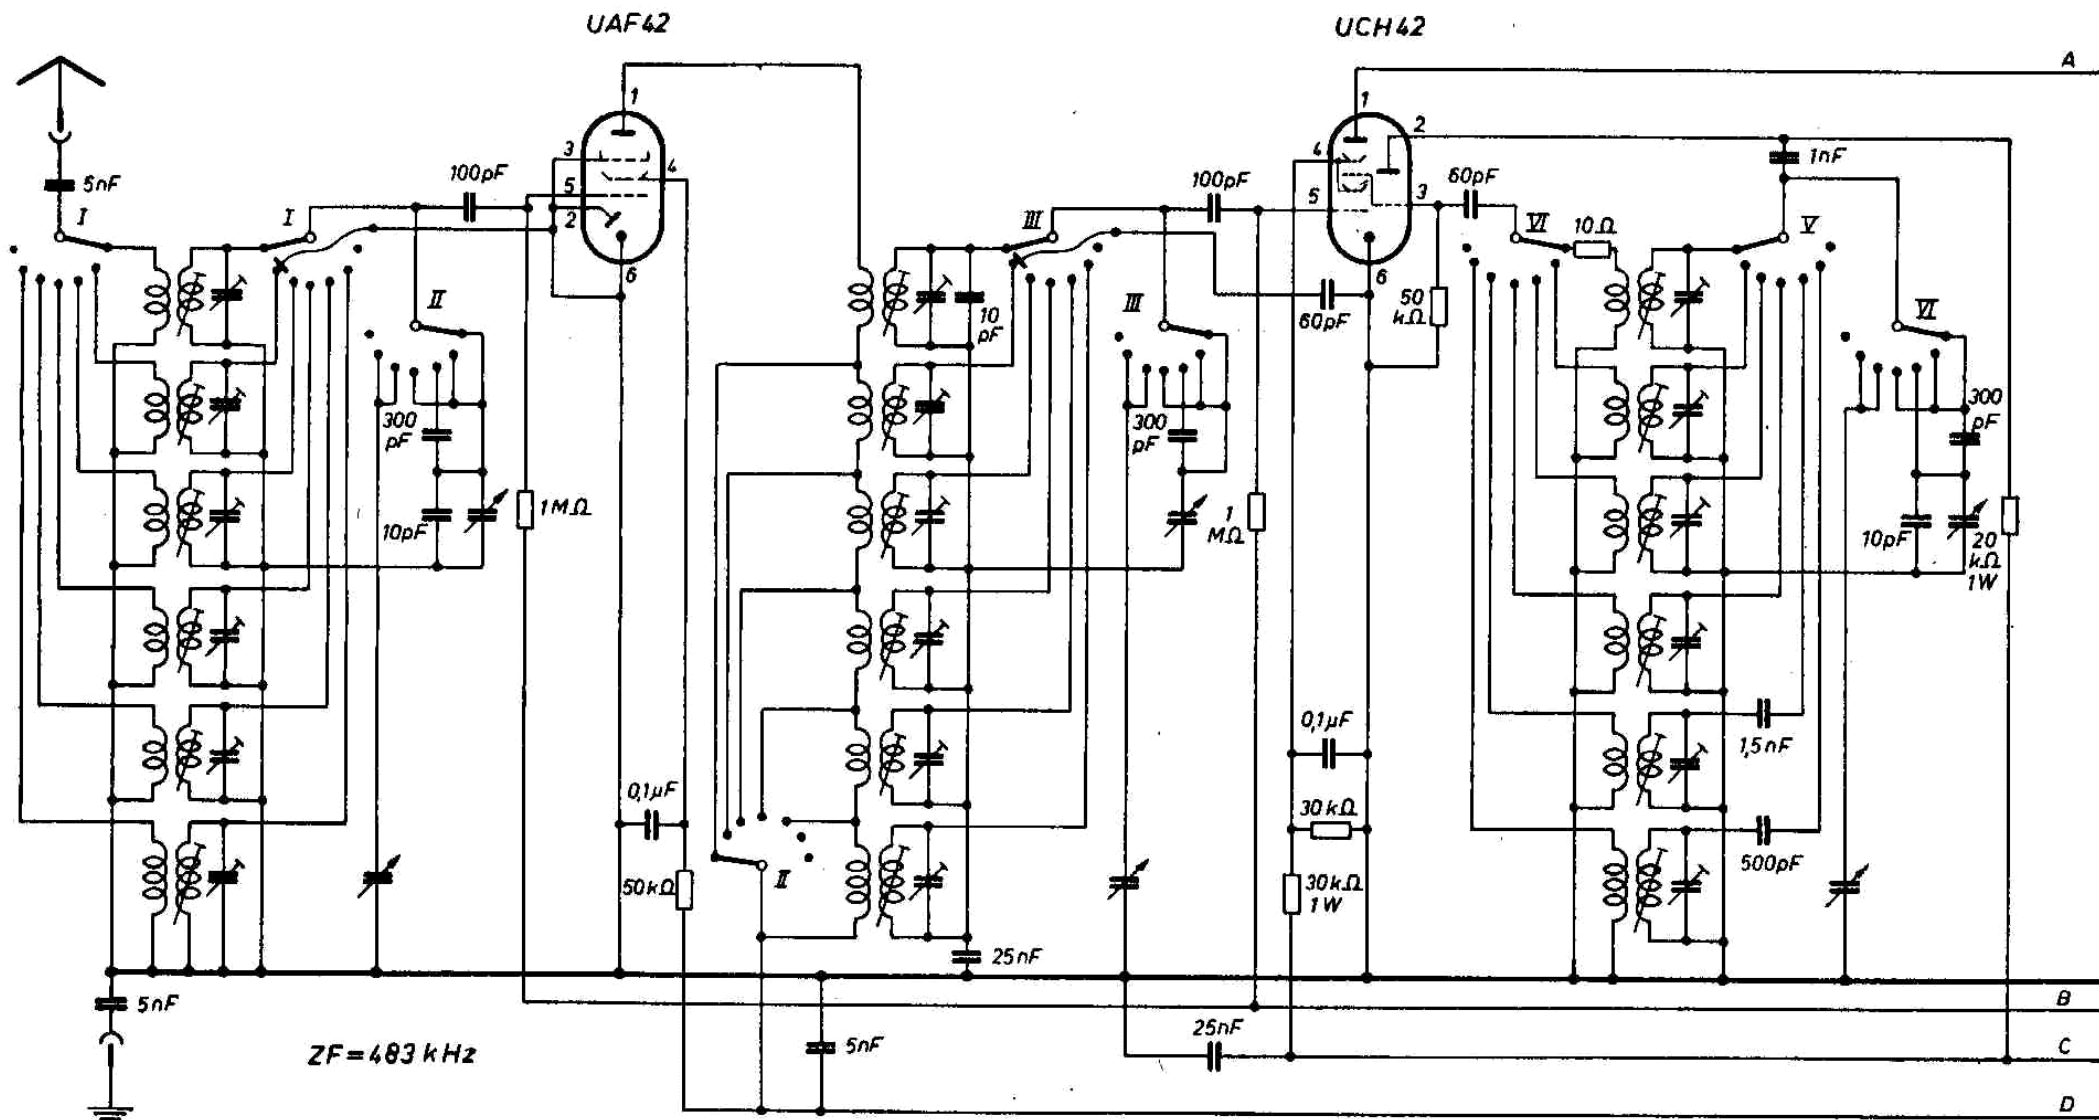 UAF42
UCH42
A
1
1
2
3
4
4
5
5
3
2
6
6
5nF
100pF
100pF
60pF
1nF
I
I
III
VI
10Ω
V
II
10
pF
III
60pF
50
kΩ
VI
300
pF
300
pF
300
pF
10pF
1MΩ
1
MΩ
10pF
20
kΩ
1W
0,1µF
0,1µF
1,5nF
30kΩ
500pF
50kΩ
II
30kΩ
1W
25nF
5nF
B
25nF
ZF=483 kHz
5nF
C
D